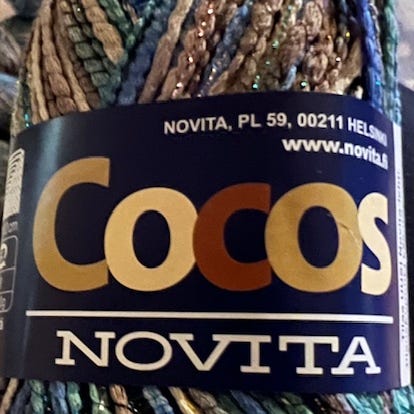 NOVITA, PL 59, 00211 HELSINKI
www.novita.fi
Cocos
NOVITA